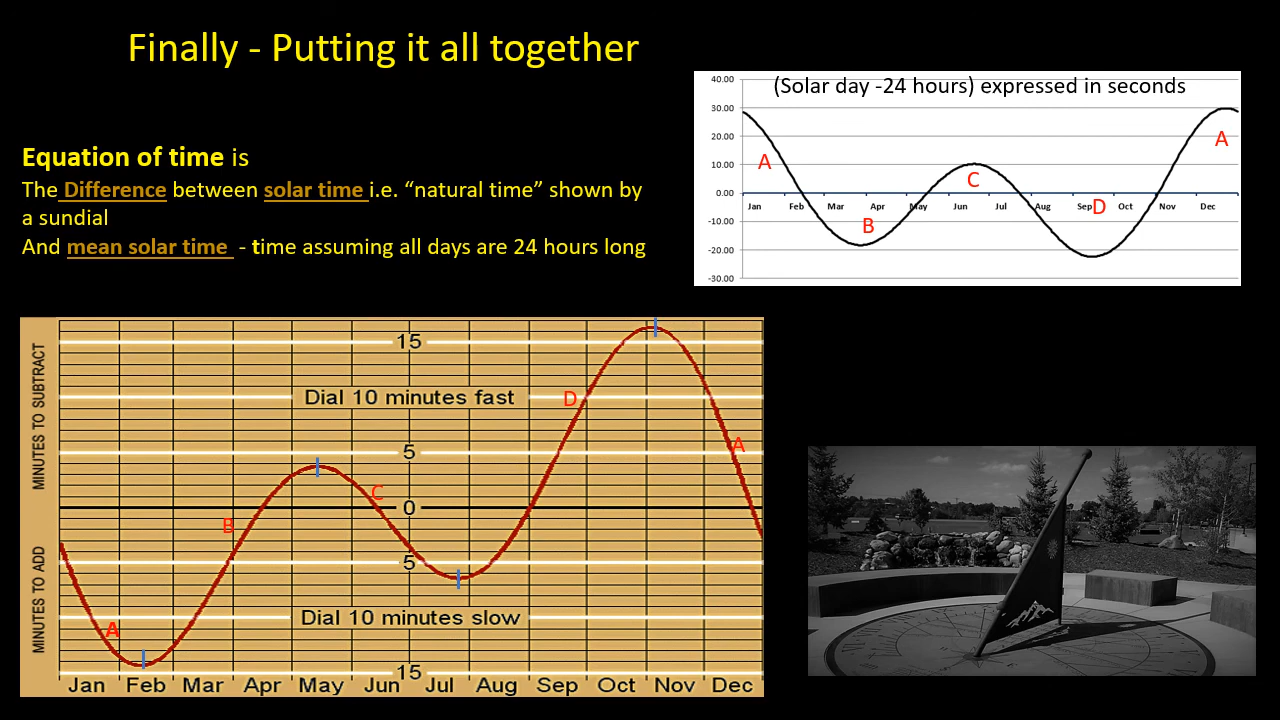 Finally - Putting it all together
Equation of time is
The Difference between solar time i.e. “natural time” shown by
a sundial
And mean solar time - time assuming all days are 24 hours long
(Solar day -24 hours) expressed in seconds
40.00
30.00
20.00
10.00
0.00
-10.00
-20.00
-30.00
Jan Feb Mar Apr May Jun Jul Aug Sep Oct Nov Dec
A
B
C
D
A
MINUTES TO SUBTRACT
MINUTES TO ADD
15
Dial 10 minutes fast
5
0
5
Dial 10 minutes slow
15
A
B
C
D
A
Jan Feb Mar Apr May Jun Jul Aug Sep Oct Nov Dec